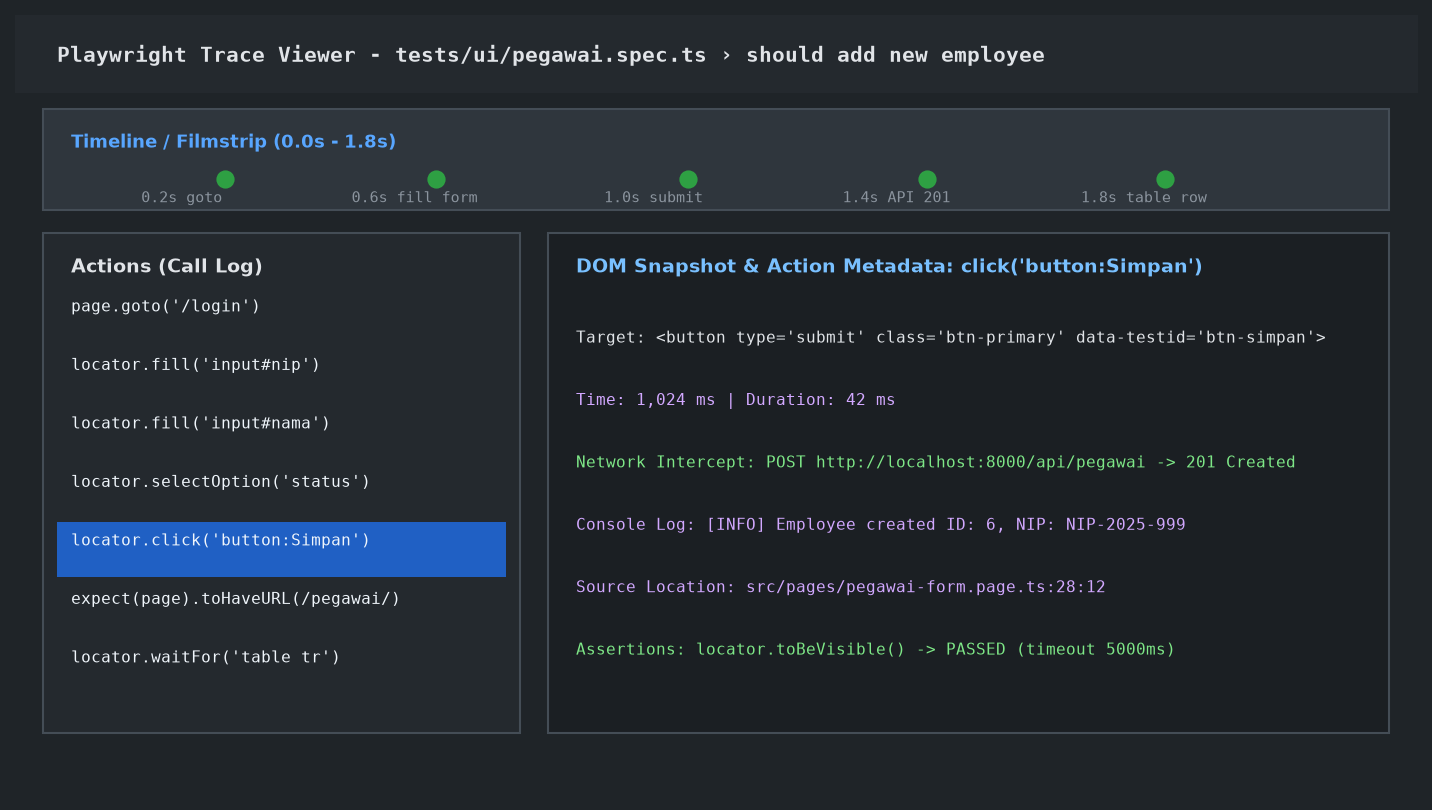 Playwright Trace Viewer - tests/ui/pegawai.spec.ts › should add new employee
Timeline / Filmstrip (0.0s - 1.8s)
0.2s goto
0.6s fill form
1.0s submit
1.4s API 201
1.8s table row
Actions (Call Log)
page.goto('/login')
locator.fill('input#nip')
locator.fill('input#nama')
locator.selectOption('status')
locator.click('button:Simpan')
expect(page).toHaveURL(/pegawai/)
locator.waitFor('table tr')
DOM Snapshot & Action Metadata: click('button:Simpan')
Target: <button type='submit' class='btn-primary' data-testid='btn-simpan'>
Time: 1,024 ms | Duration: 42 ms
Network Intercept: POST http://localhost:8000/api/pegawai -> 201 Created
Console Log: [INFO] Employee created ID: 6, NIP: NIP-2025-999
Source Location: src/pages/pegawai-form.page.ts:28:12
Assertions: locator.toBeVisible() -> PASSED (timeout 5000ms)